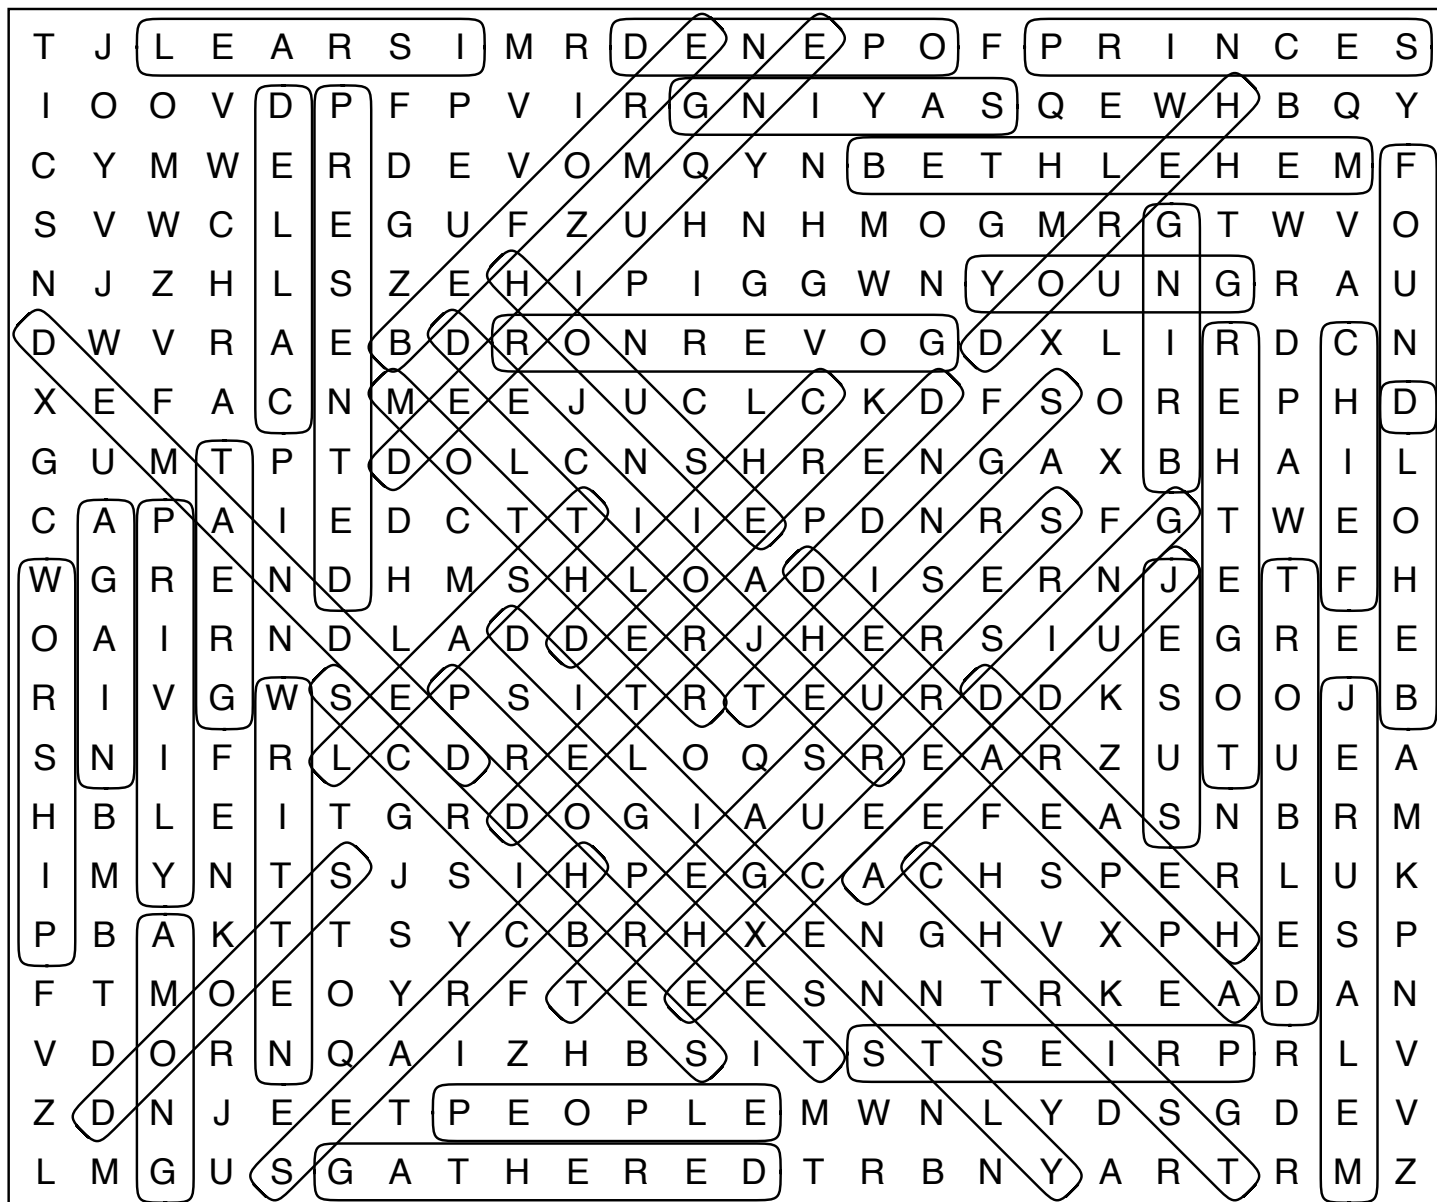 T J L E A R S I M R D E N E P O F P R I N C E S
I O O V D P F P V I R G N I Y A S Q E W H B Q Y
C Y M W E R D E V O M Q Y N B E T H L E H E M F
S V W C L E G U F Z U H N H M O G M R G T W V O
N J Z H L S Z E H I P I G G W N Y O U N G R A U
D W V R A E B D R O N R E V O G D X L I R D C N
X E F A C N M E E J U C L C K D F S O R E P H D
G U M T P T D O L C N S H R E N G A X B H A I L
C A P A I E D C T T I I E P D N R S F G T W E O
W G R E N D H M S H L O A D I S E R N J E T F H
O A I R N D L A D D E R J H E R S I U E G R E E
R I V G W S E P S I T R T E U R D D K S O O J B
S N I F R L C D R E L O Q S R E A R Z U T U E A
H B L E I T G R D O G I A U E E F E A S N B R M
I M Y N T S J S I H P E G C A C H S P E R L U K
P B A K T T S Y C B R H X E N G H V X P H E S P
F T M O E O Y R F T E E E S N N T R K E A D A N
V D O R N Q A I Z H B S I T S T S E I R P R L V
Z D N J E E T P E O P L E M W N L Y D S G D E V
L M G U S G A T H E R E D T R B N Y A R T R M Z